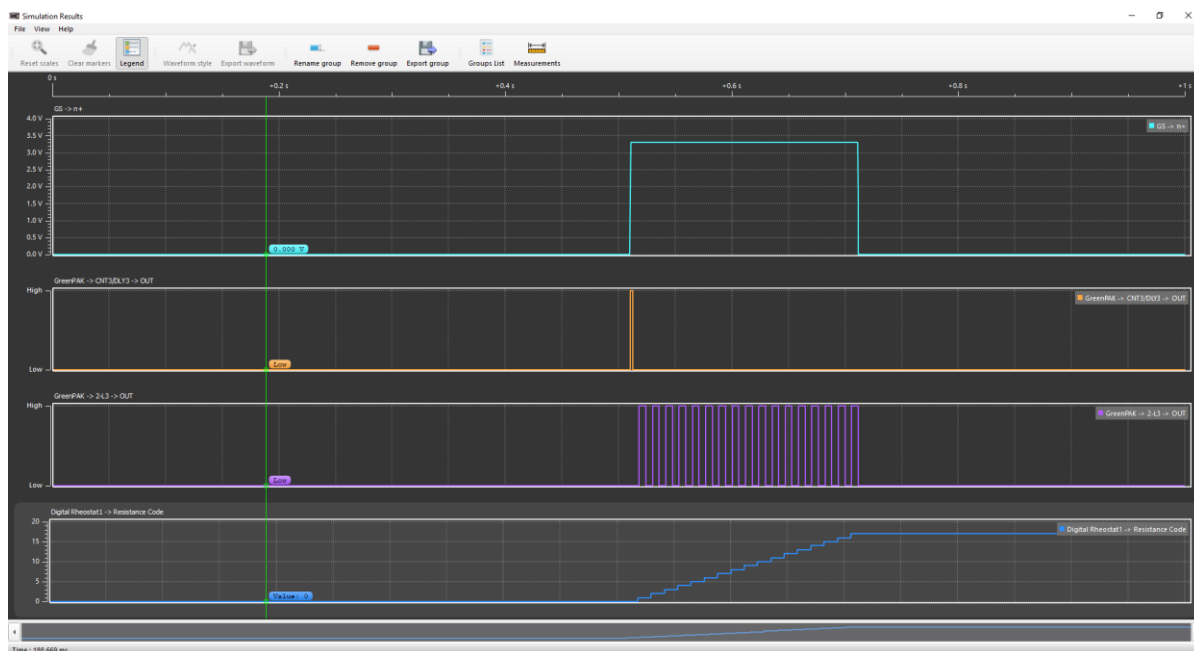 Simulation Results
File View Help
Reset scales Clear markers Legend Waveform style Export waveform Rename group Remove group Export group Groups List Measurements
0 s +0.2 s +0.4 s +0.6 s +0.8 s +1 s
GS -> n+
4.0 V
3.5 V
3.0 V
2.5 V
2.0 V
1.5 V
1.0 V
0.5 V
0.0 V
GS -> n+
0.000 V
GreenPAK -> CNT3/DLY3 -> OUT
High
Low
GreenPAK -> CNT3/DLY3 -> OUT
Low
GreenPAK -> 2-L3 -> OUT
High
Low
GreenPAK -> 2-L3 -> OUT
Low
Digital Rheostat1 -> Resistance Code
20
15
10
5
0
Digital Rheostat1 -> Resistance Code
Value: 0
Time : 188.669 ms